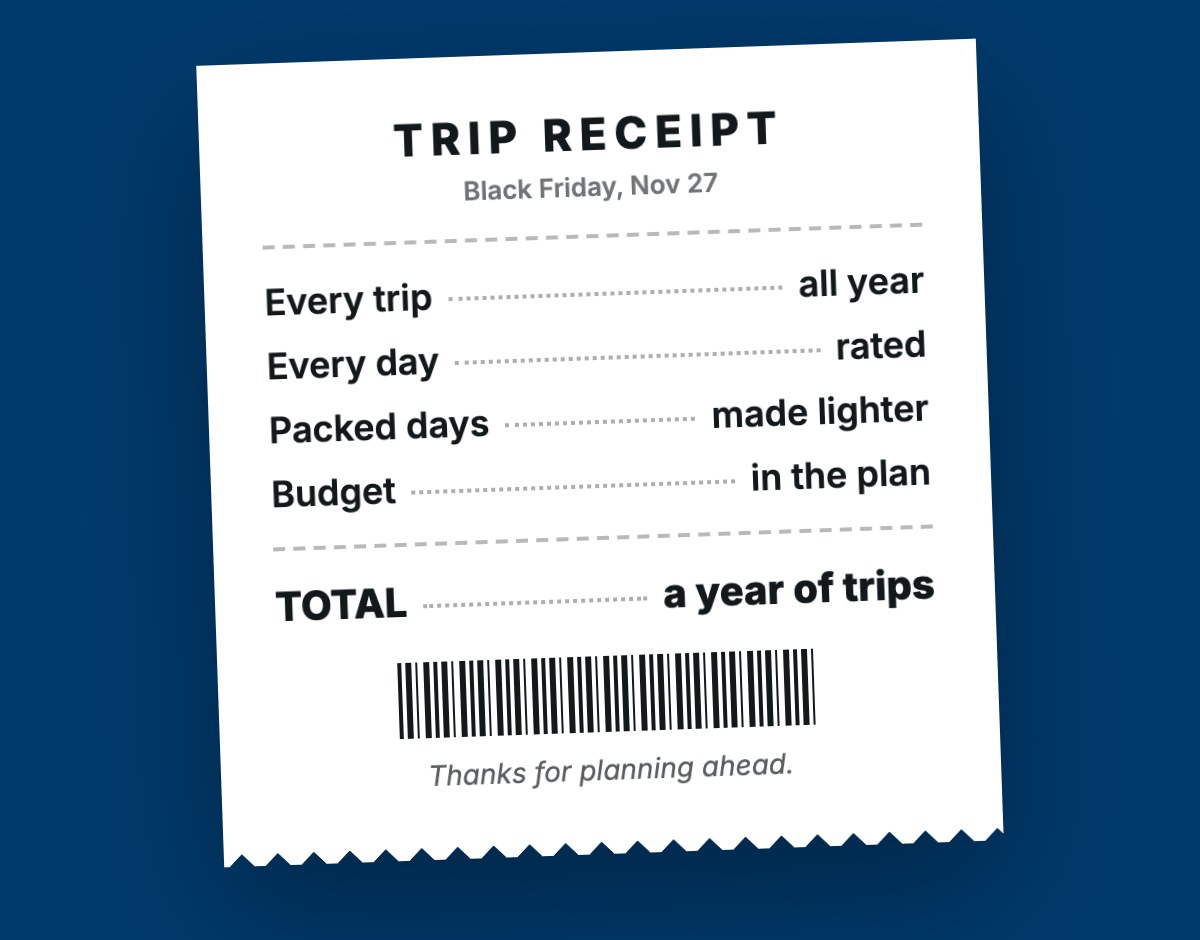 TRIP RECEIPT
Black Friday, Nov 27
Every trip all year
Every day rated
Packed days made lighter
Budget in the plan
TOTAL a year of trips
Thanks for planning ahead.